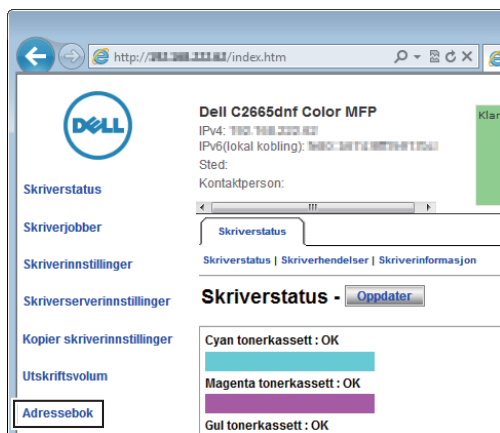 http:// /index.htm
DELL
Dell C2665dnf Color MFP
IPv4:
IPv6(lokal kobling):
Sted:
Kontaktperson:
Klar
Skriverstatus
Skriverjobber
Skriverinnstillinger
Skriverserverinnstillinger
Kopier skriverinnstillinger
Utskriftsvolum
Adressebok
Skriverstatus
Skriverstatus | Skriverhendelser | Skriverinformasjon
Skriverstatus - Oppdater
Cyan tonerkassett : OK
Magenta tonerkassett : OK
Gul tonerkassett : OK